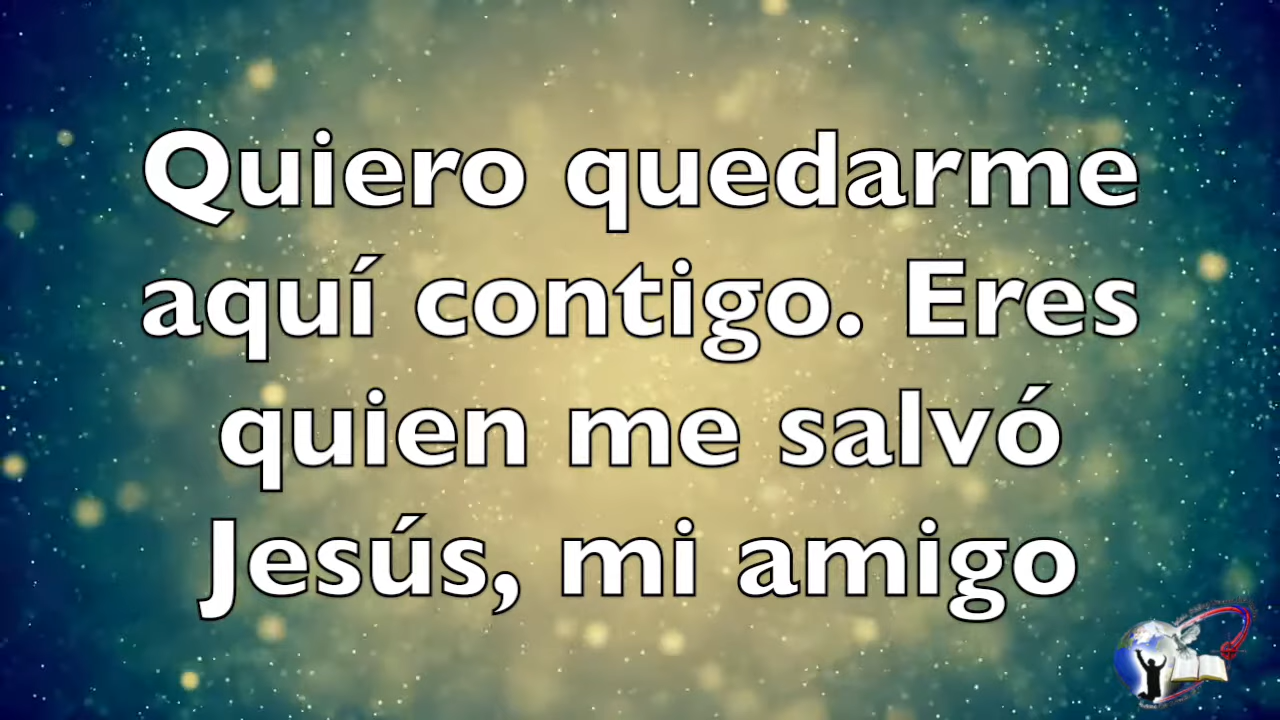 Quiero quedarme
aquí contigo. Eres
quien me salvó
Jesús, mi amigo